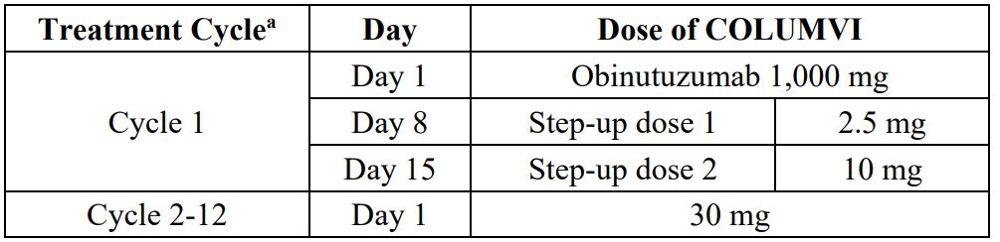 Treatment Cycleᵃ Day Dose of COLUMVI
Cycle 1
Day 1 Obinutuzumab 1,000 mg
Day 8 Step-up dose 1 2.5 mg
Day 15 Step-up dose 2 10 mg
Cycle 2-12 Day 1 30 mg